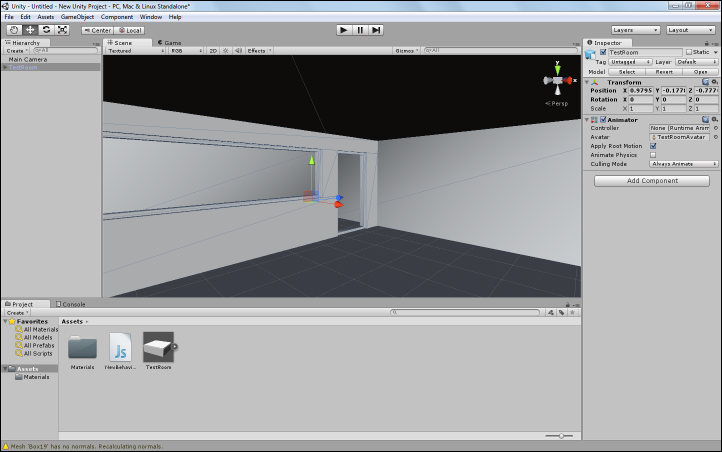 Unity - Untitled - New Unity Project - PC, Mac & Linux Standalone*
File Edit Assets GameObject Component Window Help
Center Local
Layers Layout
Hierarchy
Create All
Main Camera
TestRoom
Scene Game
Textured RGB 2D Effects Gizmos All
y
x
Persp
Inspector
TestRoom Static
Tag Untagged Layer Default
Model Select Revert Open
Transform
Position X 0.9795 Y -0.177 Z -0.777
Rotation X 0 Y 0 Z 0
Scale X 1 Y 1 Z 1
Animator
Controller None (Runtime Anim
Avatar TestRoomAvatar
Apply Root Motion
Animate Physics
Culling Mode Always Animate
Add Component
Project Console
Create
Favorites
All Materials
All Models
All Prefabs
All Scripts
Assets
Materials
Assets
Js
Materials NewBehavi... TestRoom
Mesh 'Box19' has no normals. Recalculating normals.